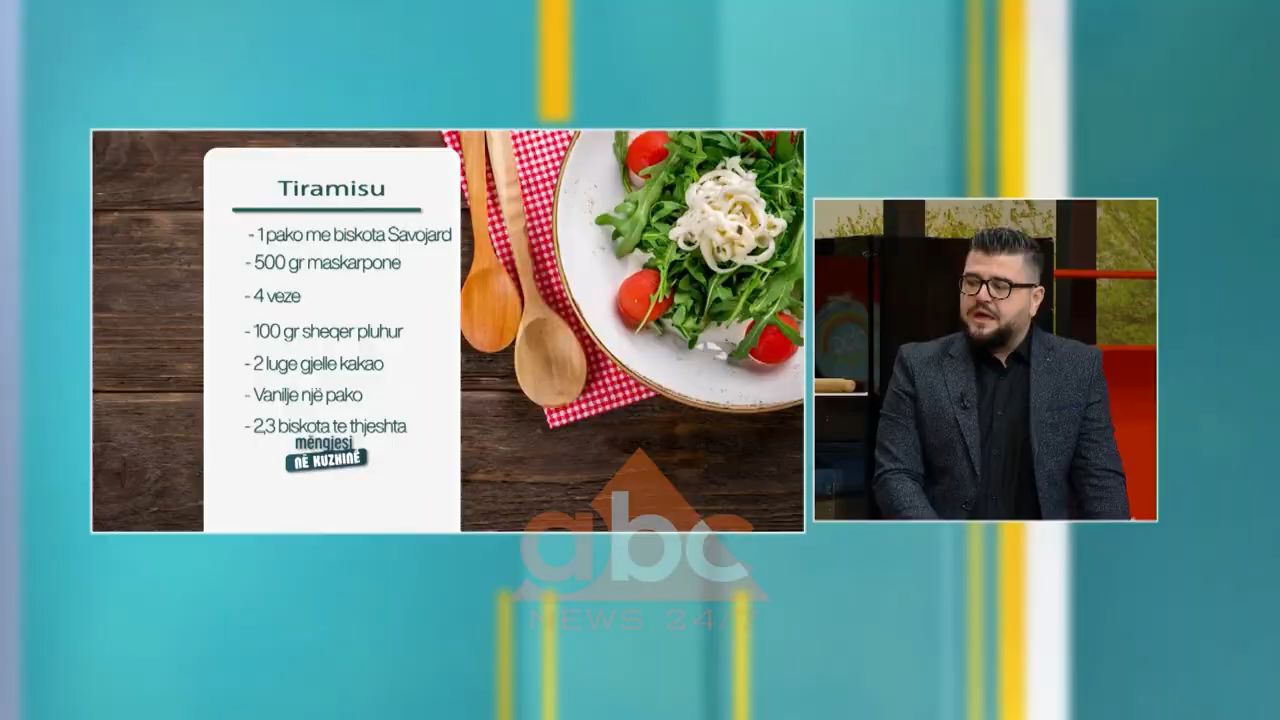 Tiramisu
- 1 pako me biskota Savojard
- 500 gr maskarpone
- 4 veze
- 100 gr sheqer pluhur
- 2 luge gjelle kakao
- Vanilje një pako
- 2,3 biskota te thjeshta
mëngjesi
NË KUZHINË
abc
NEWS 24/7